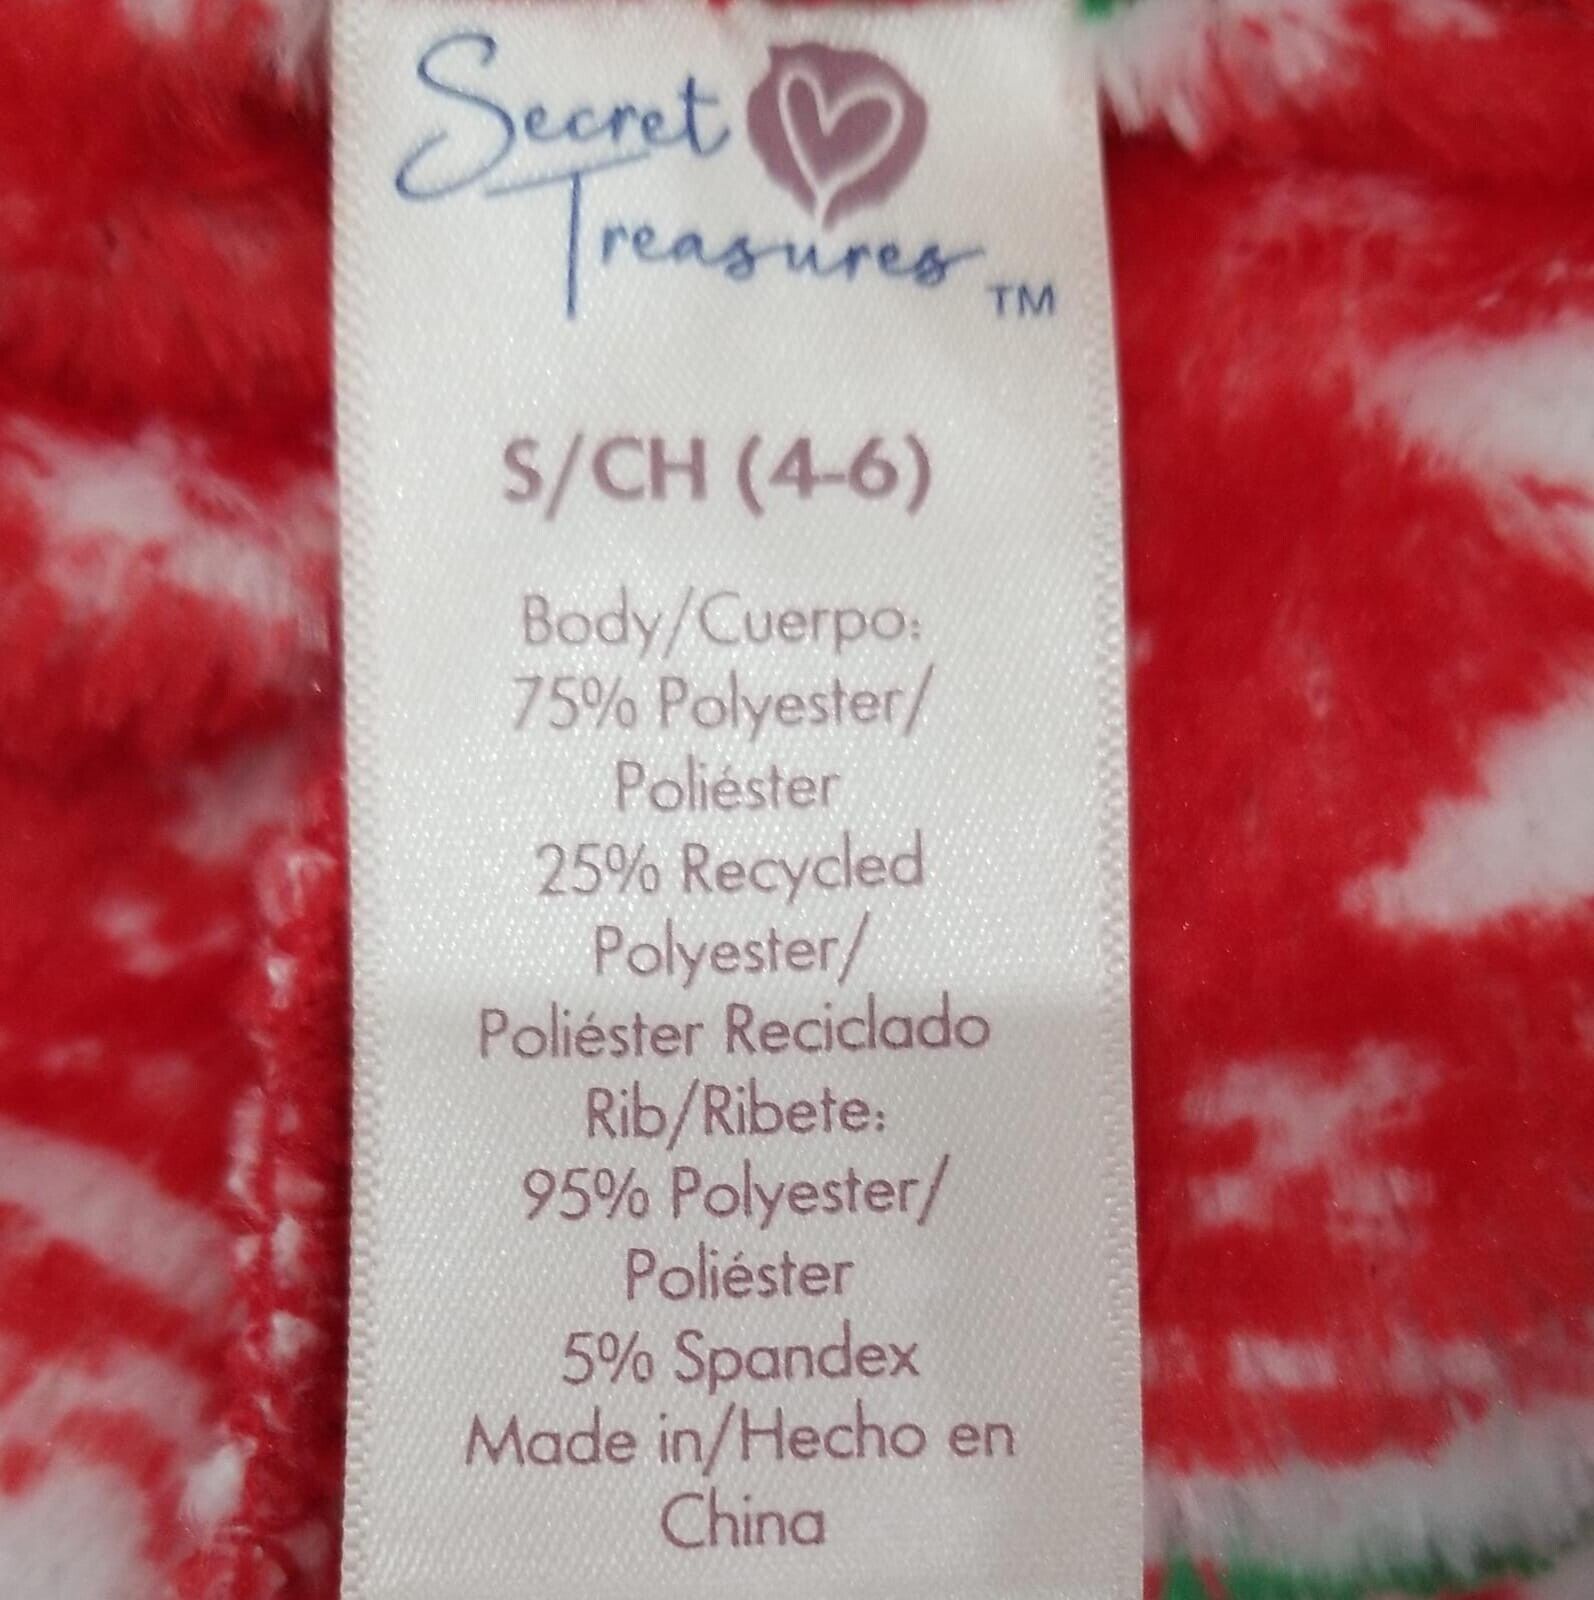 Secret
Treasures TM
S/CH (4-6)
Body/Cuerpo:
75% Polyester/
Poliéster
25% Recycled
Polyester/
Poliéster Reciclado
Rib/Ribete:
95% Polyester/
Poliéster
5% Spandex
Made in/Hecho en
China